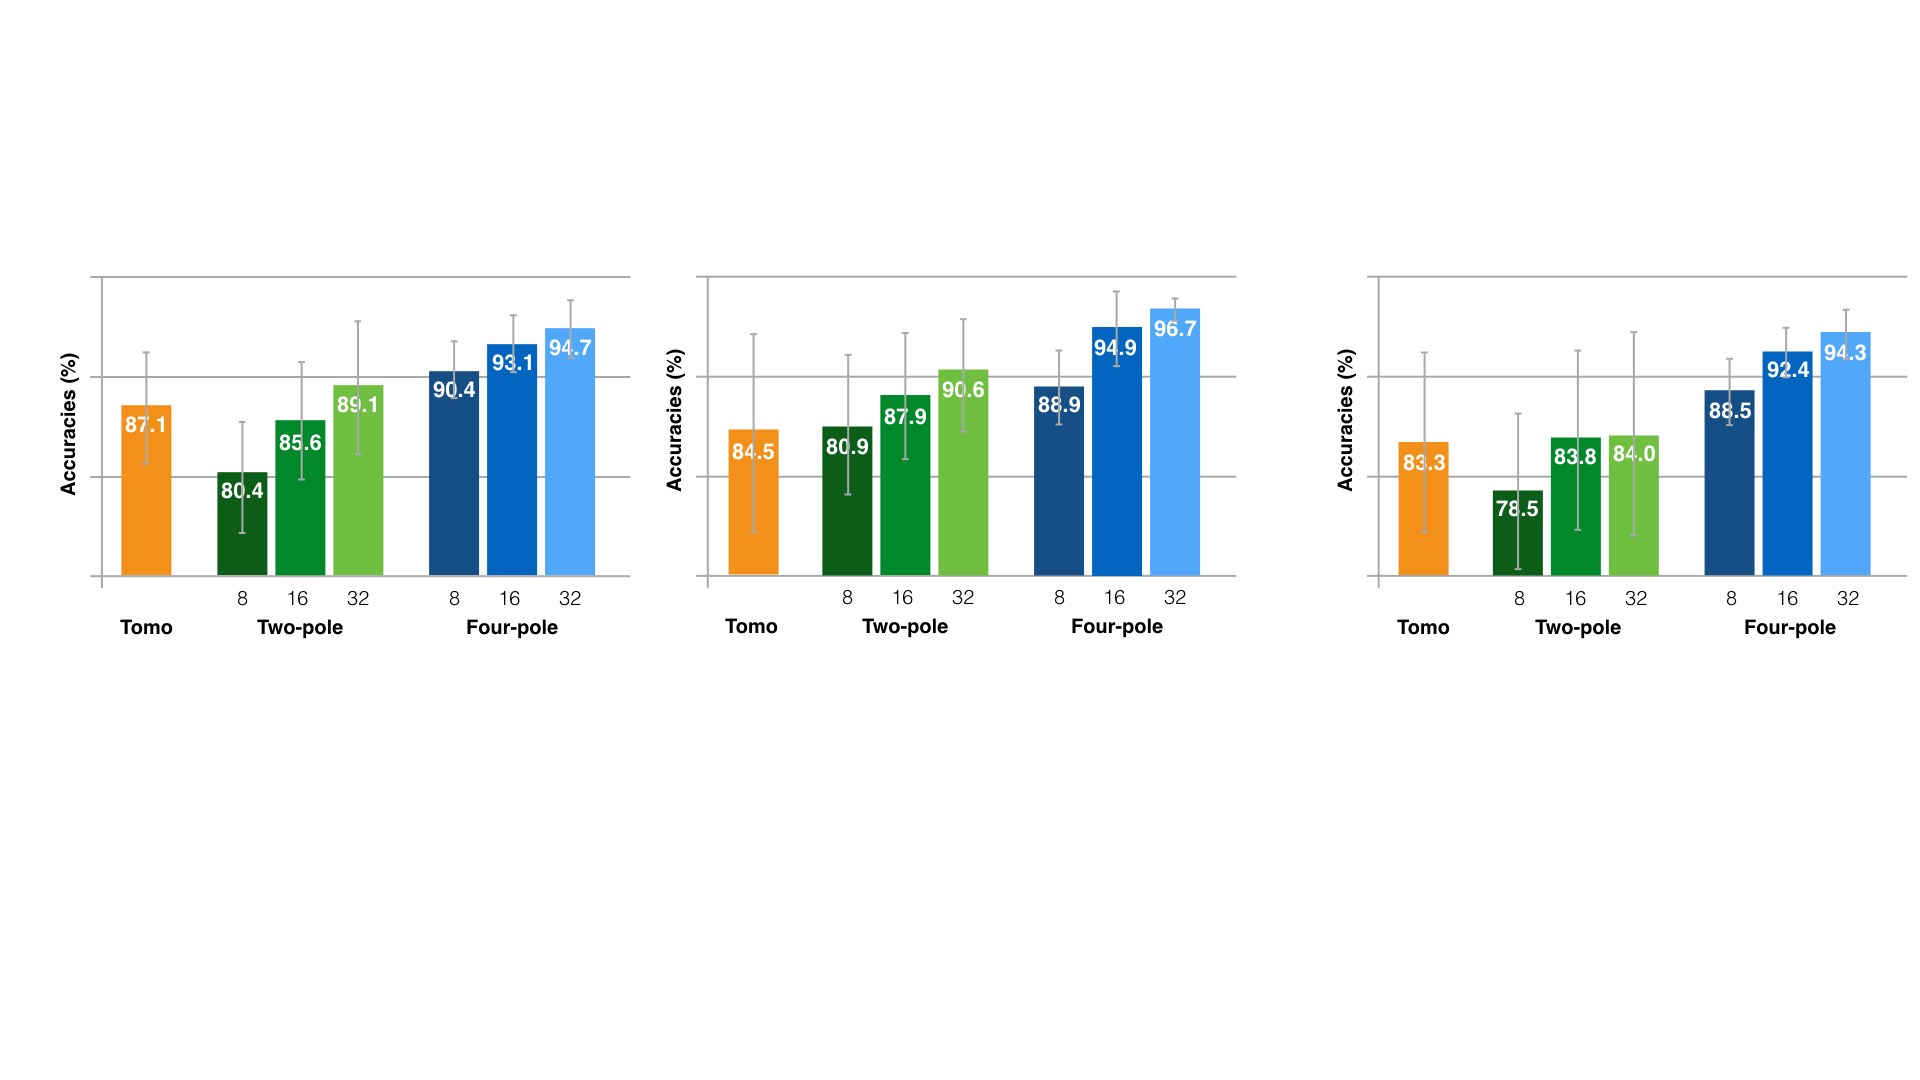 Accuracies (%)
87.1
80.4
85.6
89.1
90.4
93.1
94.7
8 16 32 8 16 32
Tomo Two-pole Four-pole
Accuracies (%)
84.5
80.9
87.9
90.6
88.9
94.9
96.7
8 16 32 8 16 32
Tomo Two-pole Four-pole
Accuracies (%)
83.3
78.5
83.8
84.0
88.5
92.4
94.3
8 16 32 8 16 32
Tomo Two-pole Four-pole